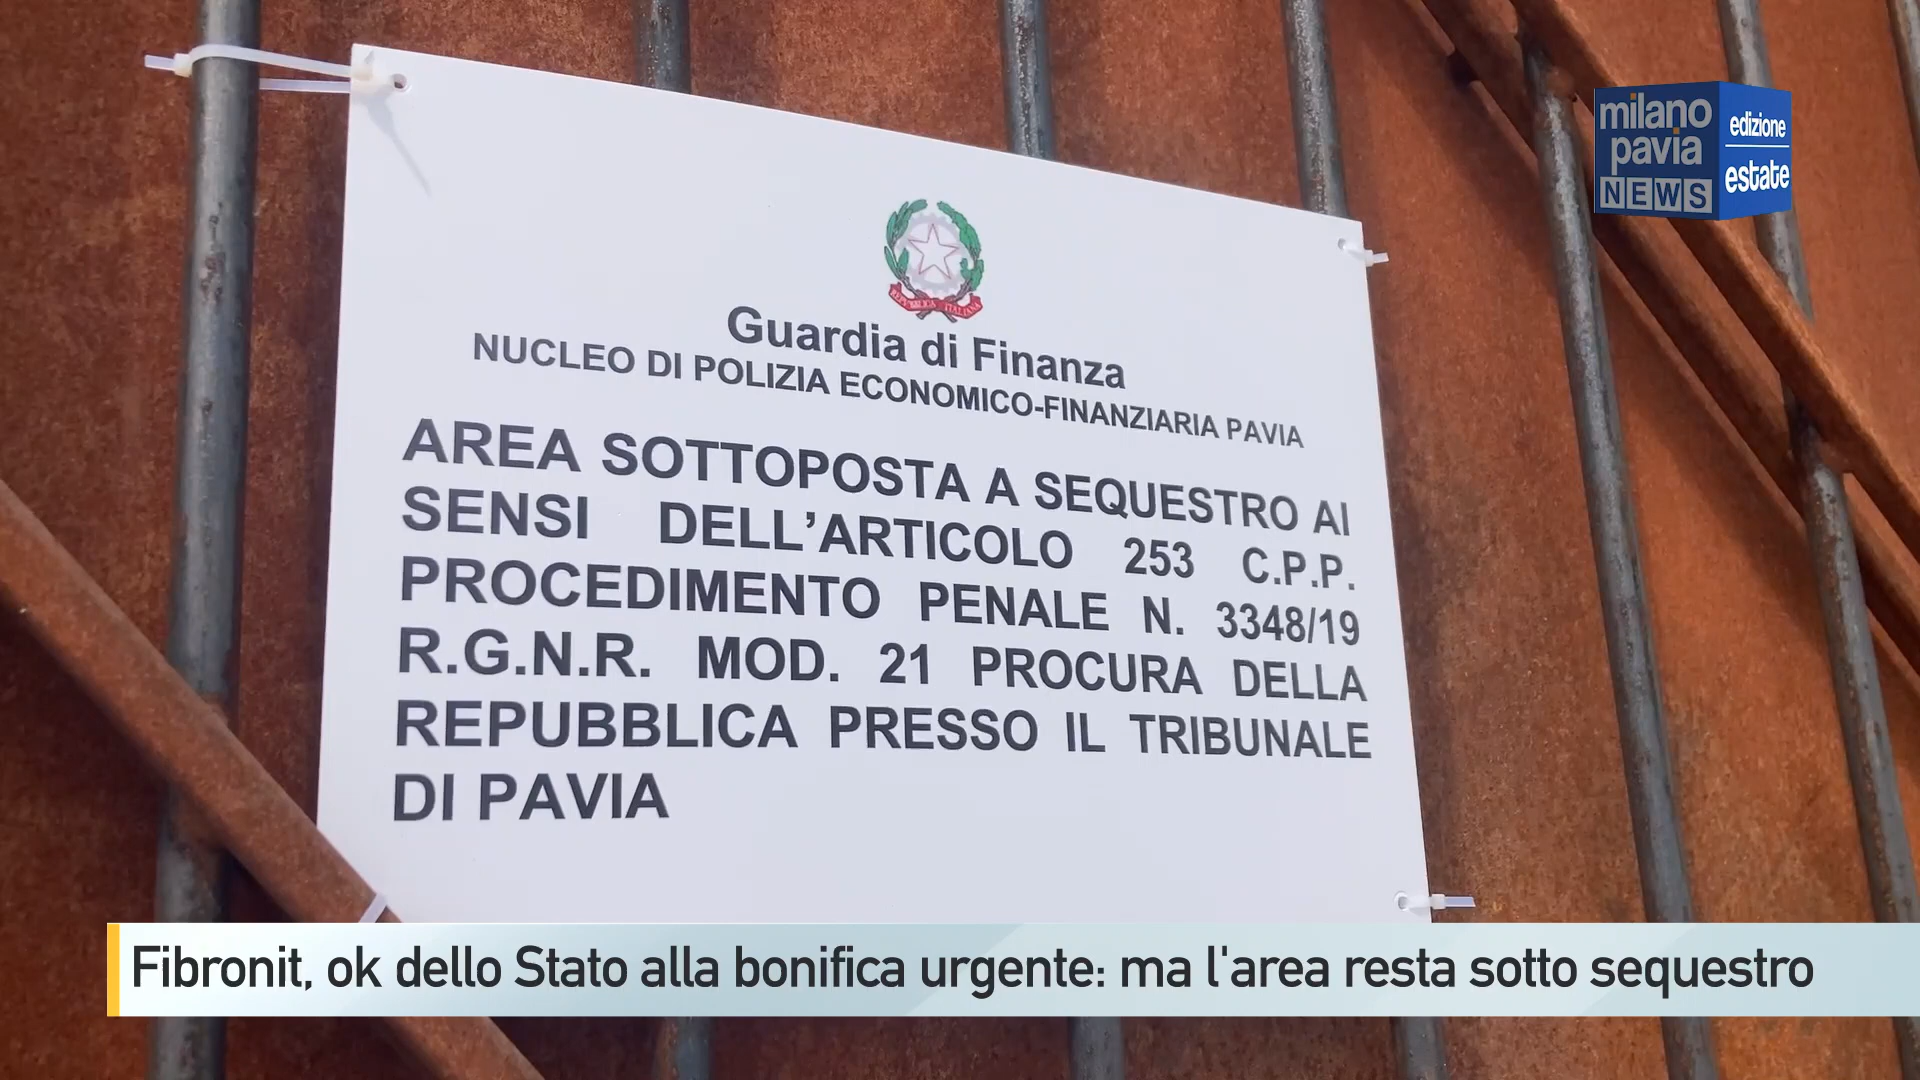 milano
pavia
NEWS
edizione
estate
REPVBBLICA ITALIANA
Guardia di Finanza
NUCLEO DI POLIZIA ECONOMICO-FINANZIARIA PAVIA
AREA SOTTOPOSTA A SEQUESTRO AI
SENSI DELL’ARTICOLO 253 C.P.P.
PROCEDIMENTO PENALE N. 3348/19
R.G.N.R. MOD. 21 PROCURA DELLA
REPUBBLICA PRESSO IL TRIBUNALE
DI PAVIA
Fibronit, ok dello Stato alla bonifica urgente: ma l'area resta sotto sequestro